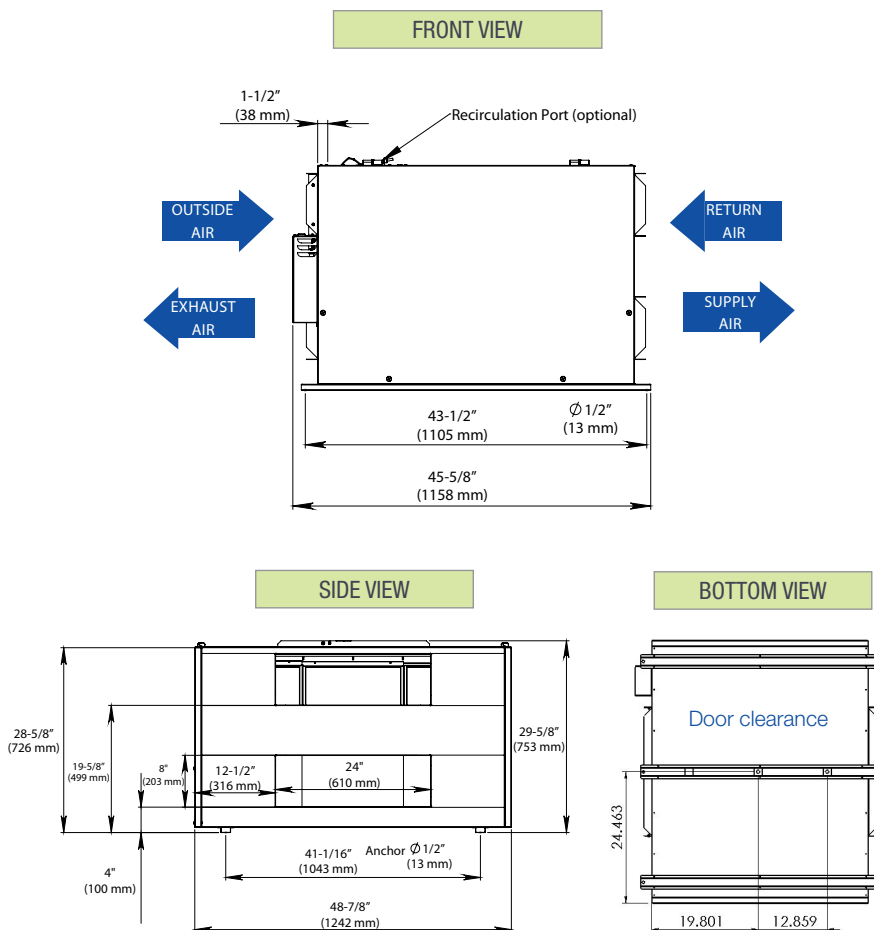 FRONT VIEW
1-1/2”
(38 mm)
Recirculation Port (optional)
OUTSIDE
AIR
RETURN
AIR
EXHAUST
AIR
SUPPLY
AIR
43-1/2”
(1105 mm)
∅ 1/2”
(13 mm)
45-5/8”
(1158 mm)
SIDE VIEW
28-5/8”
(726 mm)
19-5/8”
(499 mm)
8"
(203 mm)
12-1/2”
(316 mm)
24"
(610 mm)
29-5/8”
(753 mm)
4"
(100 mm)
41-1/16”
(1043 mm)
Anchor ∅ 1/2”
(13 mm)
48-7/8”
(1242 mm)
BOTTOM VIEW
Door clearance
24.463
19.801
12.859